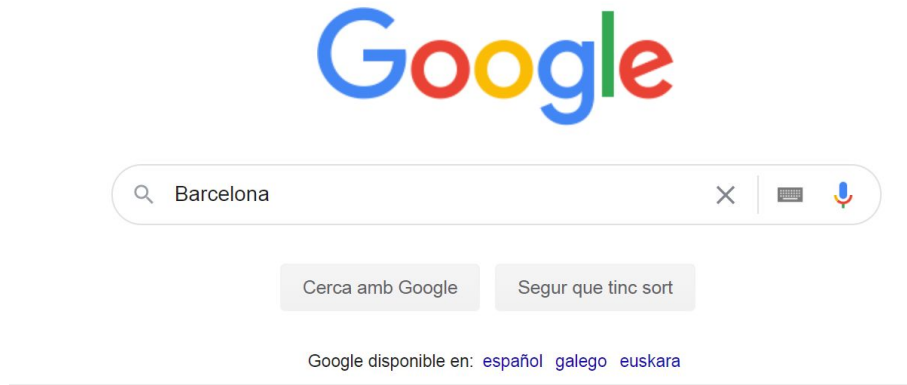 Google
Barcelona
Cerca amb Google Segur que tinc sort
Google disponible en: español galego euskara